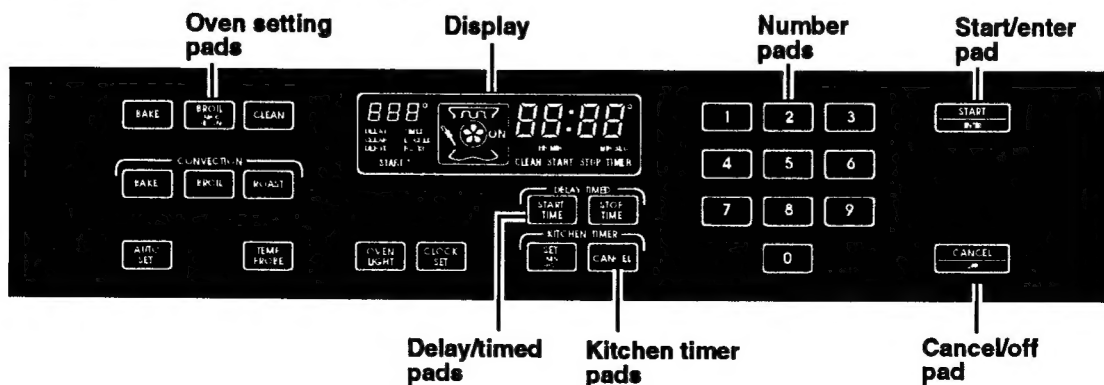 Oven setting pads
Display
Number pads
Start/enter pad
BAKE
BROIL
CLEAN
888° 88:88°
ON
START°
CLEAN START STOP TIMER
1 2 3
START
ENTER
CONVECTION
BAKE
BROIL
ROAST
4 5 6
DELAY TIMED
START TIME
STOP TIME
7 8 9
KITCHEN TIMER
AUTO SET
TEMP PROBE
OVEN LIGHT
CLOCK SET
SET
CANCEL
0
CANCEL
OFF
Delay/timed pads
Kitchen timer pads
Cancel/off pad